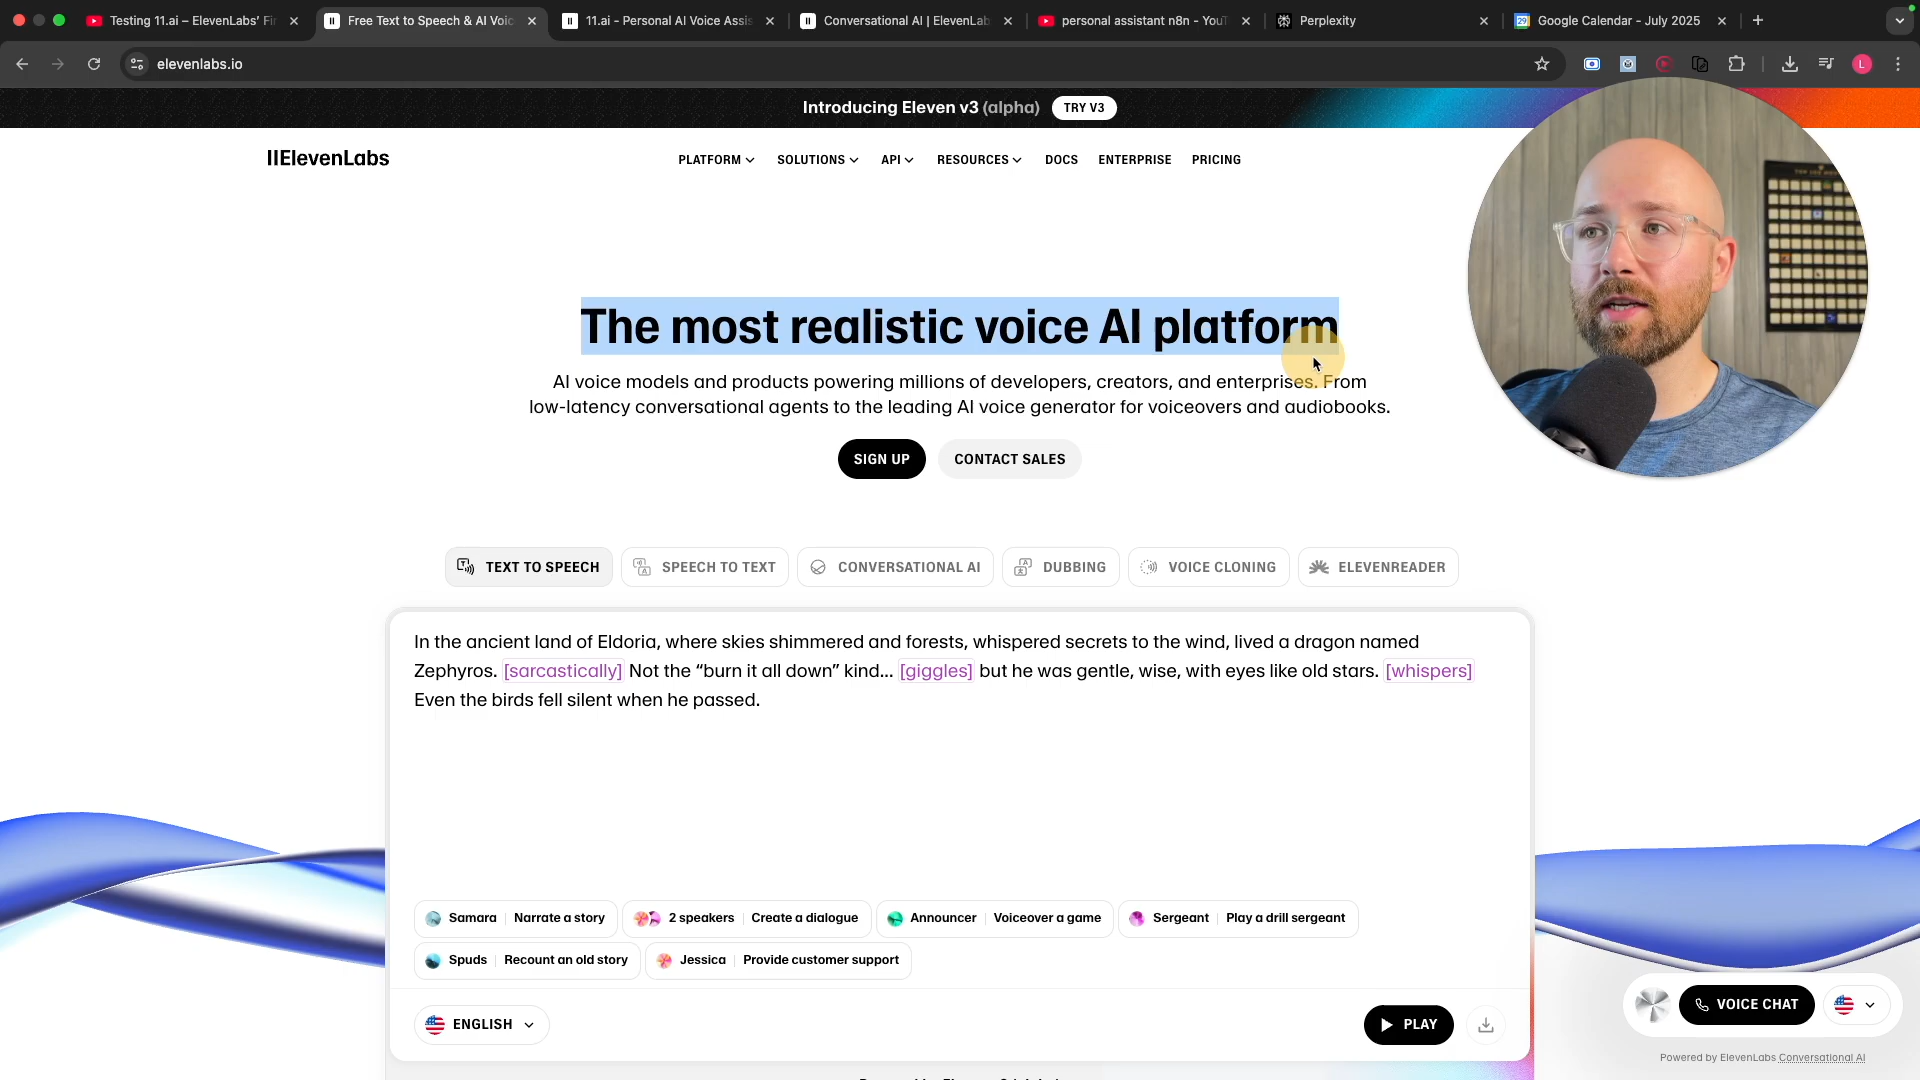 Testing 11.ai – ElevenLabs' Fi
Free Text to Speech & AI Voic
11.ai - Personal AI Voice Assis
Conversational AI | ElevenLab
personal assistant n8n - YouT
Perplexity
Google Calendar - July 2025
elevenlabs.io
L
Introducing Eleven v3 (alpha) TRY V3
IIElevenLabs
PLATFORM
SOLUTIONS
API
RESOURCES
DOCS
ENTERPRISE
PRICING
The most realistic voice AI platform
AI voice models and products powering millions of developers, creators, and enterprises. From
low-latency conversational agents to the leading AI voice generator for voiceovers and audiobooks.
SIGN UP
CONTACT SALES
TEXT TO SPEECH
SPEECH TO TEXT
CONVERSATIONAL AI
DUBBING
VOICE CLONING
ELEVENREADER
In the ancient land of Eldoria, where skies shimmered and forests, whispered secrets to the wind, lived a dragon named
Zephyros. [sarcastically] Not the “burn it all down” kind... [giggles] but he was gentle, wise, with eyes like old stars. [whispers]
Even the birds fell silent when he passed.
Samara | Narrate a story
2 speakers | Create a dialogue
Announcer | Voiceover a game
Sergeant | Play a drill sergeant
Spuds | Recount an old story
Jessica | Provide customer support
ENGLISH
PLAY
VOICE CHAT
Powered by ElevenLabs Conversational AI